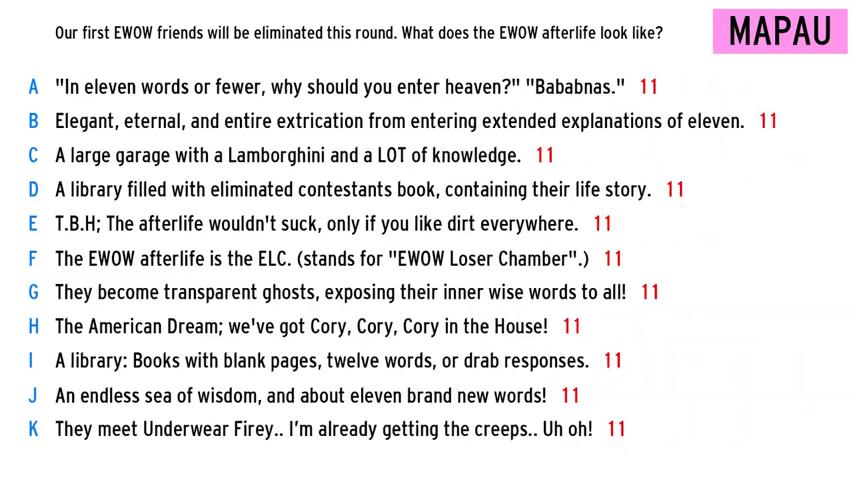 Our first EWOW friends will be eliminated this round. What does the EWOW afterlife look like?
MAPAU
A "In eleven words or fewer, why should you enter heaven?" "Bababnas." 11
B Elegant, eternal, and entire extrication from entering extended explanations of eleven. 11
C A large garage with a Lamborghini and a LOT of knowledge. 11
D A library filled with eliminated contestants book, containing their life story. 11
E T.B.H; The afterlife wouldn't suck, only if you like dirt everywhere. 11
F The EWOW afterlife is the ELC. (stands for "EWOW Loser Chamber".) 11
G They become transparent ghosts, exposing their inner wise words to all! 11
H The American Dream; we've got Cory, Cory, Cory in the House! 11
I A library: Books with blank pages, twelve words, or drab responses. 11
J An endless sea of wisdom, and about eleven brand new words! 11
K They meet Underwear Firey.. I'm already getting the creeps.. Uh oh! 11